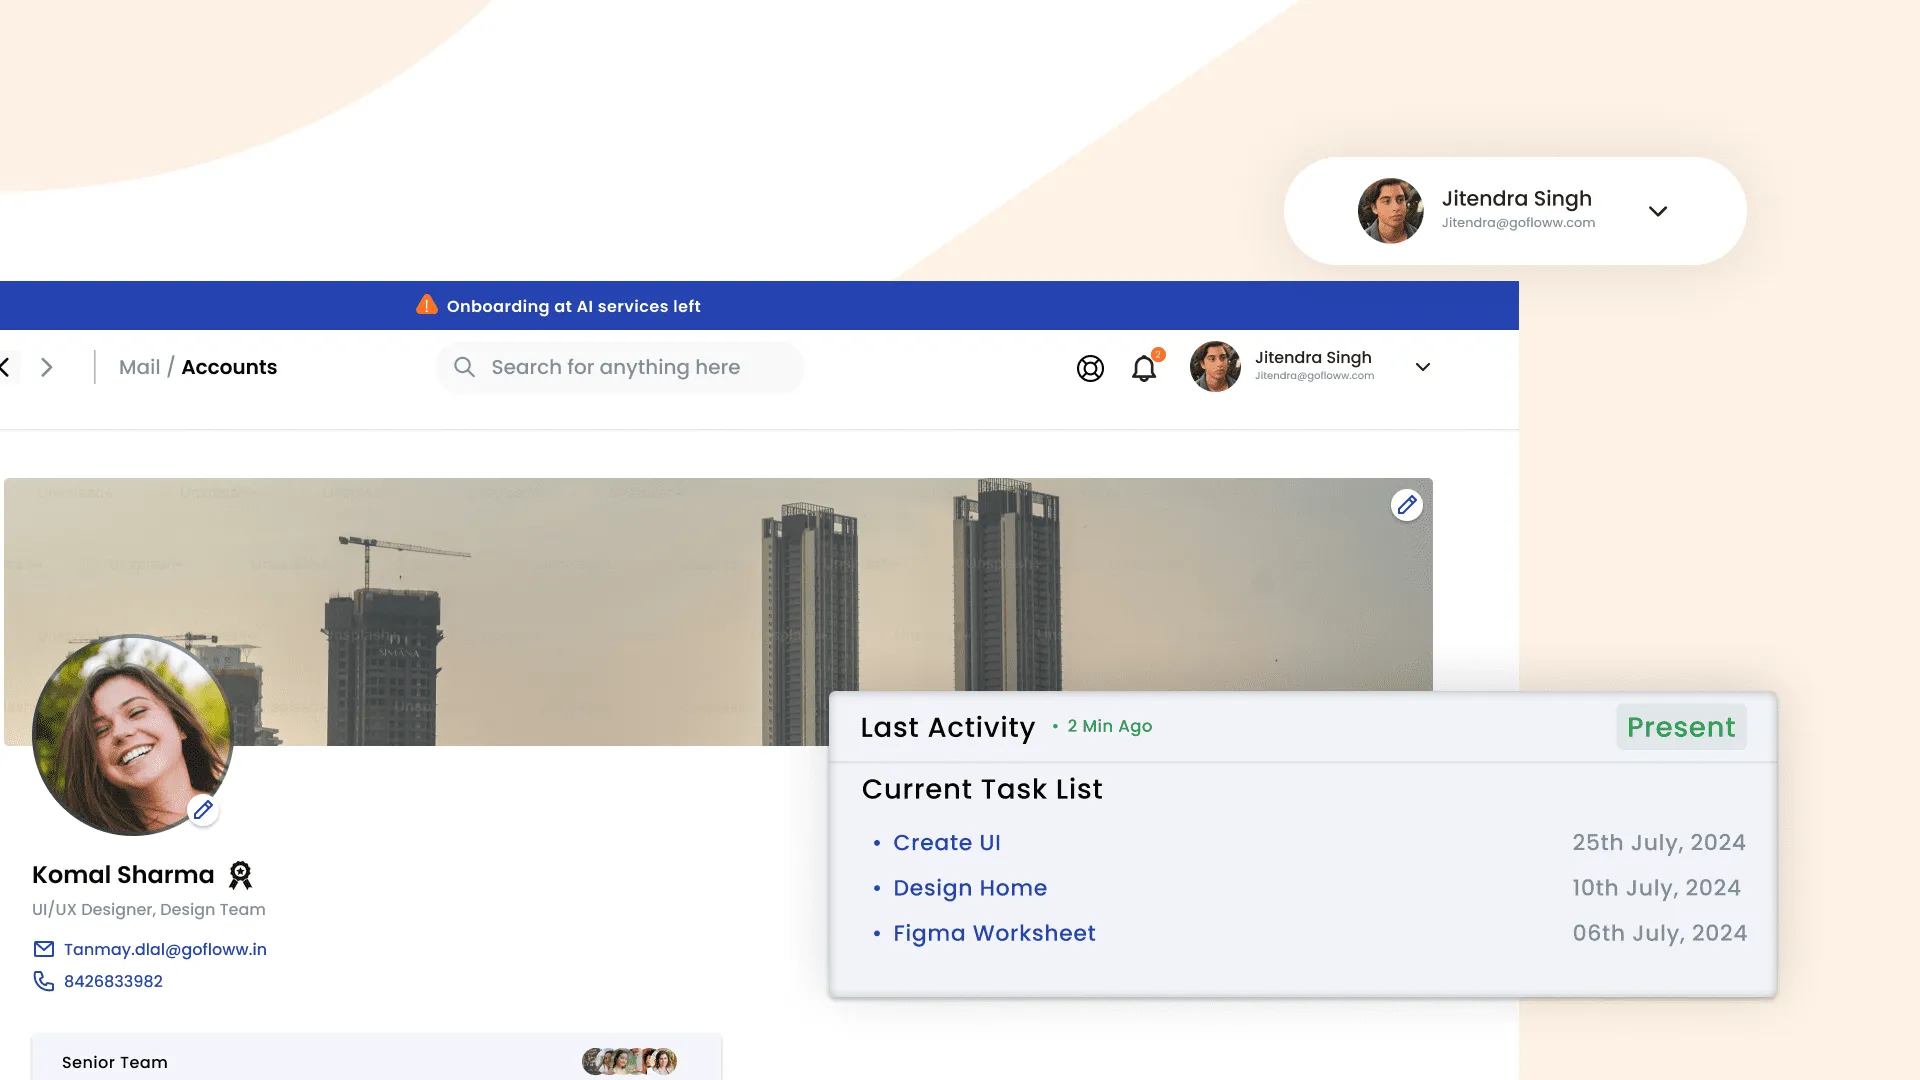 Jitendra Singh
Jitendra@gofloww.com
Onboarding at AI services left
Mail / Accounts
Search for anything here
2
Jitendra Singh
Jitendra@gofloww.com
SIMANA
Last Activity • 2 Min Ago
Present
Current Task List
• Create UI 25th July, 2024
• Design Home 10th July, 2024
• Figma Worksheet 06th July, 2024
Komal Sharma
UI/UX Designer, Design Team
Tanmay.dlal@gofloww.in
8426833982
Senior Team